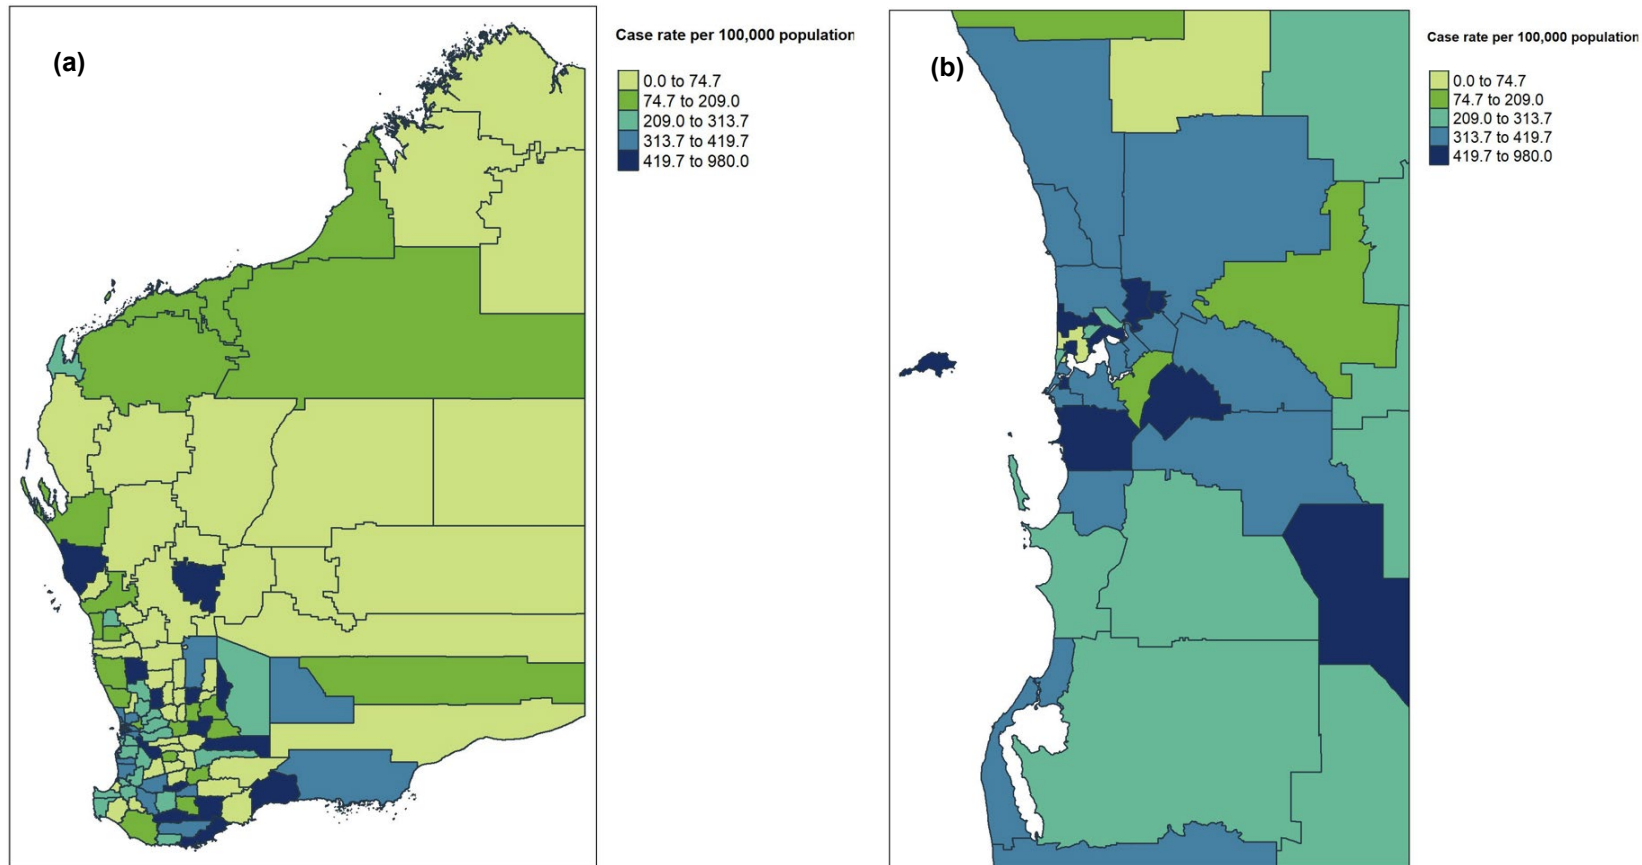 (a)
Case rate per 100,000 population
0.0 to 74.7
74.7 to 209.0
209.0 to 313.7
313.7 to 419.7
419.7 to 980.0
(b)
Case rate per 100,000 population
0.0 to 74.7
74.7 to 209.0
209.0 to 313.7
313.7 to 419.7
419.7 to 980.0